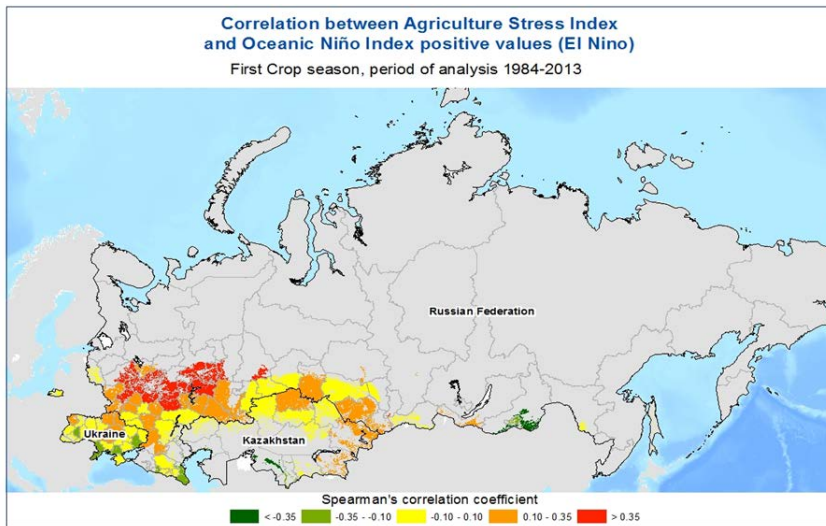 Correlation between Agriculture Stress Index
and Oceanic Niño Index positive values (El Nino)
First Crop season, period of analysis 1984-2013
Russian Federation
Ukraine
Kazakhstan
Spearman's correlation coefficient
< -0.35 -0.35 - -0.10 -0.10 - 0.10 0.10 - 0.35 > 0.35